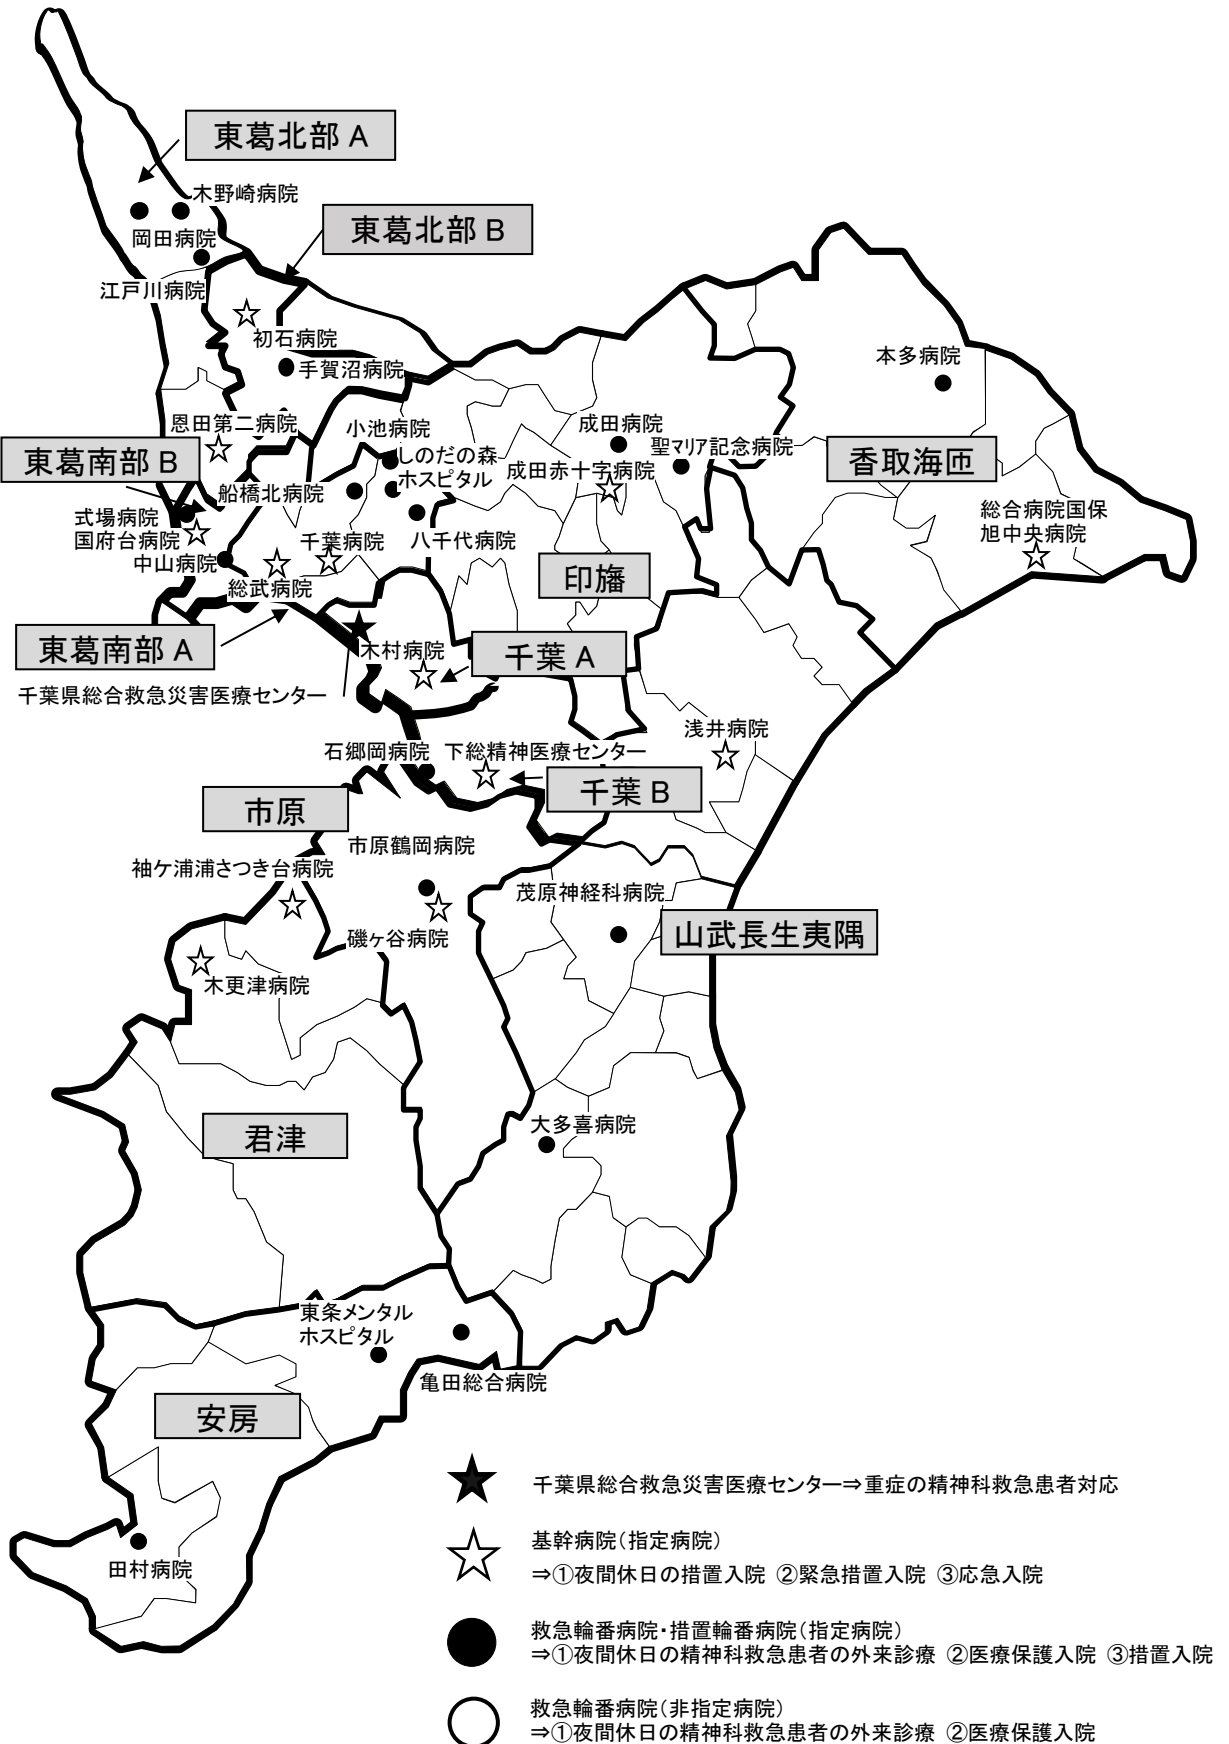 東葛北部 A
木野崎病院
東葛北部 B
岡田病院
江戸川病院
初石病院
本多病院
手賀沼病院
恩田第二病院
小池病院
成田病院
聖マリア記念病院
東葛南部 B
しのだの森
ホスピタル
成田赤十字病院
香取海匝
船橋北病院
式場病院
国府台病院
千葉病院
八千代病院
総合病院国保
旭中央病院
中山病院
印旛
総武病院
東葛南部 A
木村病院
千葉 A
千葉県総合救急災害医療センター
浅井病院
石郷岡病院
下総精神医療センター
千葉 B
市原
市原鶴岡病院
袖ケ浦浦さつき台病院
茂原神経科病院
山武長生夷隅
磯ヶ谷病院
木更津病院
君津
大多喜病院
東条メンタル
ホスピタル
亀田総合病院
安房
田村病院
千葉県総合救急災害医療センター⇒重症の精神科救急患者対応
基幹病院(指定病院)
⇒①夜間休日の措置入院 ②緊急措置入院 ③応急入院
救急輪番病院・措置輪番病院(指定病院)
⇒①夜間休日の精神科救急患者の外来診療 ②医療保護入院 ③措置入院
救急輪番病院(非指定病院)
⇒①夜間休日の精神科救急患者の外来診療 ②医療保護入院